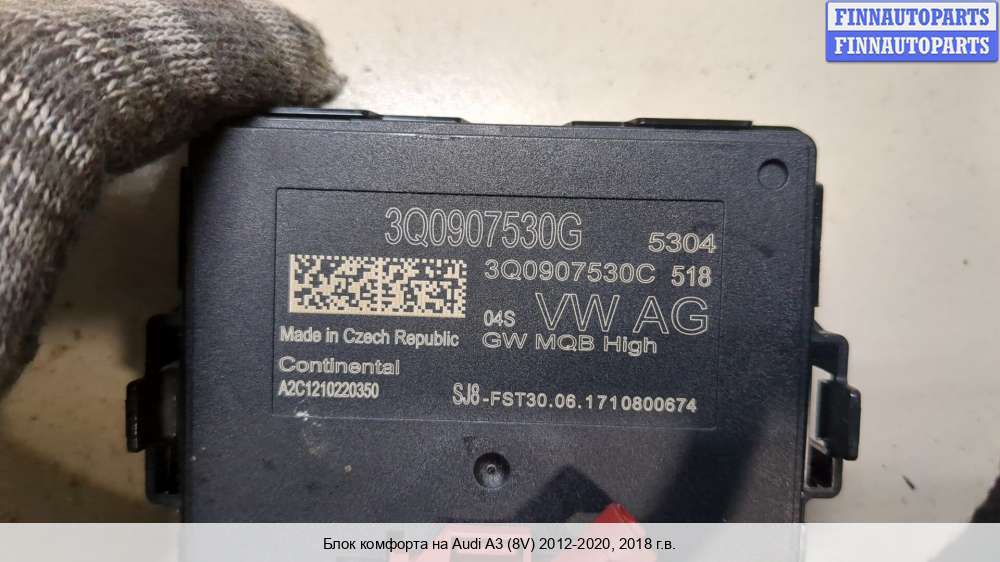 FINNAUTOPARTS
FINNAUTOPARTS
3Q0907530G
5304
3Q0907530C 518
04S VW AG
Made in Czech Republic
GW MQB High
Continental
A2C1210220350
SJ8-FST30.06.1710800674
Блок комфорта на Audi A3 (8V) 2012-2020, 2018 г.в.